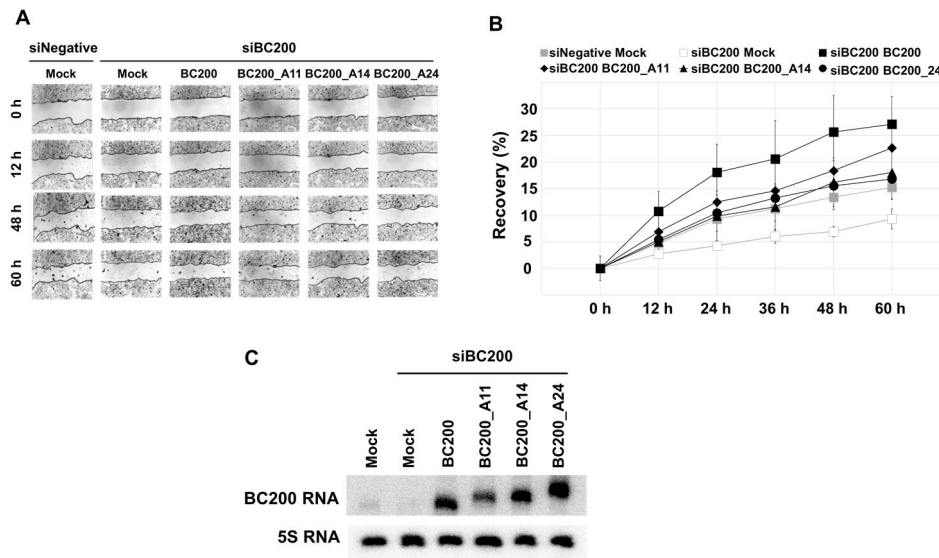 A
siNegative siBC200
Mock Mock BC200 BC200_A11 BC200_A14 BC200_A24
0 h
12 h
48 h
60 h
B
siNegative Mock siBC200 Mock siBC200 BC200
siBC200 BC200_A11 siBC200 BC200_A14 siBC200 BC200_24
Recovery (%)
30
25
20
15
10
5
0
0 h 12 h 24 h 36 h 48 h 60 h
C
siBC200
Mock Mock BC200 BC200_A11 BC200_A14 BC200_A24
BC200 RNA
5S RNA